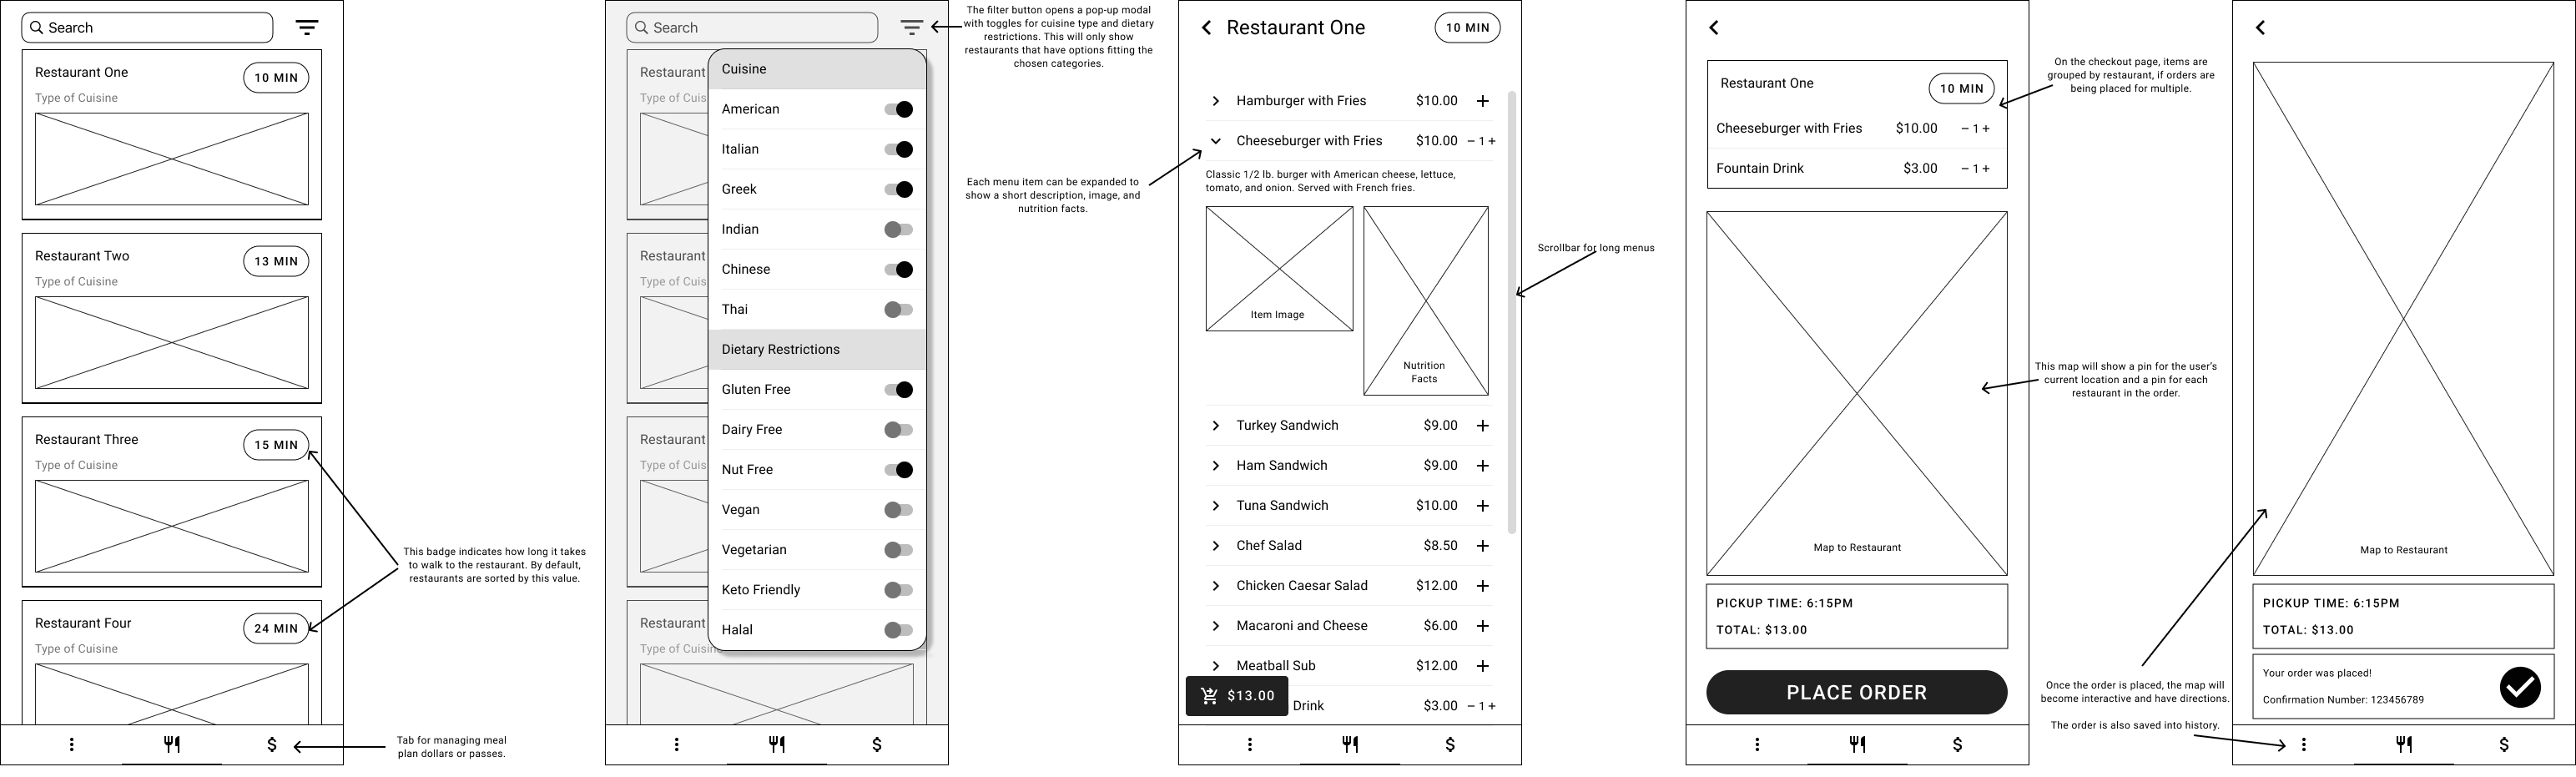 Search
Restaurant One
10 MIN
Type of Cuisine
Restaurant Two
13 MIN
Type of Cuisine
Restaurant Three
15 MIN
Type of Cuisine
Restaurant Four
24 MIN
Type of Cuisine
$
This badge indicates how long it takes
to walk to the restaurant. By default,
restaurants are sorted by this value.
Tab for managing meal
plan dollars or passes.
Search
Restaurant
Type of Cuis
Restaurant
Type of Cuis
Restaurant
Type of Cuis
Restaurant
Type of Cuisine
Cuisine
American
Italian
Greek
Indian
Chinese
Thai
Dietary Restrictions
Gluten Free
Dairy Free
Nut Free
Vegan
Vegetarian
Keto Friendly
Halal
$
The filter button opens a pop-up modal
with toggles for cuisine type and dietary
restrictions. This will only show
restaurants that have options fitting the
chosen categories.
Each menu item can be expanded to
show a short description, image, and
nutrition facts.
Restaurant One
10 MIN
Hamburger with Fries $10.00 +
Cheeseburger with Fries $10.00 – 1 +
Classic 1/2 lb. burger with American cheese, lettuce,
tomato, and onion. Served with French fries.
Item Image
Nutrition
Facts
Turkey Sandwich $9.00 +
Ham Sandwich $9.00 +
Tuna Sandwich $10.00 +
Chef Salad $8.50 +
Chicken Caesar Salad $12.00 +
Macaroni and Cheese $6.00 +
Meatball Sub $12.00 +
$13.00
Drink $3.00 – 1 +
$
Scrollbar for long menus
Restaurant One
10 MIN
Cheeseburger with Fries $10.00 – 1 +
Fountain Drink $3.00 – 1 +
Map to Restaurant
PICKUP TIME: 6:15PM
TOTAL: $13.00
PLACE ORDER
$
On the checkout page, items are
grouped by restaurant, if orders are
being placed for multiple.
This map will show a pin for the user's
current location and a pin for each
restaurant in the order.
Once the order is placed, the map will
become interactive and have directions.
The order is also saved into history.
Map to Restaurant
PICKUP TIME: 6:15PM
TOTAL: $13.00
Your order was placed!
Confirmation Number: 123456789
$